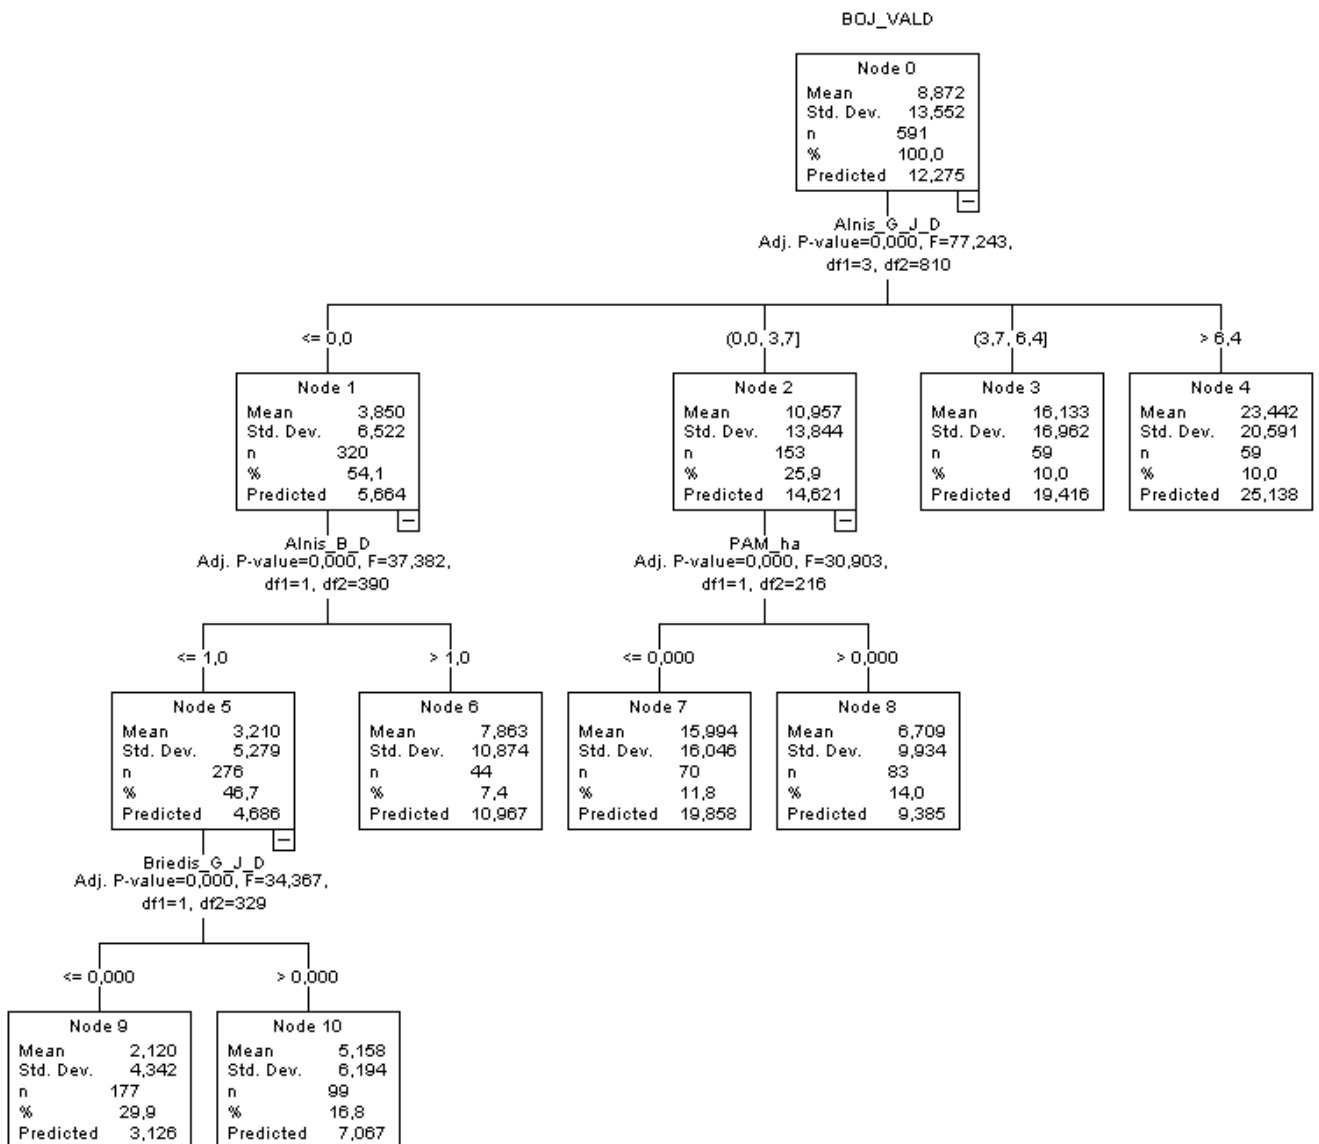 BOJ_VALD
Node 0
Mean 8,872
Std. Dev. 13,552
n 591
% 100,0
Predicted 12,275
Alnis_G_J_D
Adj. P-value=0,000, F=77,243,
df1=3, df2=810
<= 0,0
(0,0, 3,7]
(3,7, 6,4]
> 6,4
Node 1
Mean 3,850
Std. Dev. 6,522
n 320
% 54,1
Predicted 5,664
Node 2
Mean 10,957
Std. Dev. 13,844
n 153
% 25,9
Predicted 14,621
Node 3
Mean 16,133
Std. Dev. 16,962
n 59
% 10,0
Predicted 19,416
Node 4
Mean 23,442
Std. Dev. 20,591
n 59
% 10,0
Predicted 25,138
Alnis_B_D
Adj. P-value=0,000, F=37,382,
df1=1, df2=390
PAM_ha
Adj. P-value=0,000, F=30,903,
df1=1, df2=216
<= 1,0
> 1,0
<= 0,000
> 0,000
Node 5
Mean 3,210
Std. Dev. 5,279
n 276
% 46,7
Predicted 4,686
Node 6
Mean 7,863
Std. Dev. 10,874
n 44
% 7,4
Predicted 10,967
Node 7
Mean 15,994
Std. Dev. 16,046
n 70
% 11,8
Predicted 19,858
Node 8
Mean 6,709
Std. Dev. 9,934
n 83
% 14,0
Predicted 9,385
Briedis_G_J_D
Adj. P-value=0,000, F=34,367,
df1=1, df2=329
<= 0,000
> 0,000
Node 9
Mean 2,120
Std. Dev. 4,342
n 177
% 29,9
Predicted 3,126
Node 10
Mean 5,158
Std. Dev. 6,194
n 99
% 16,8
Predicted 7,067